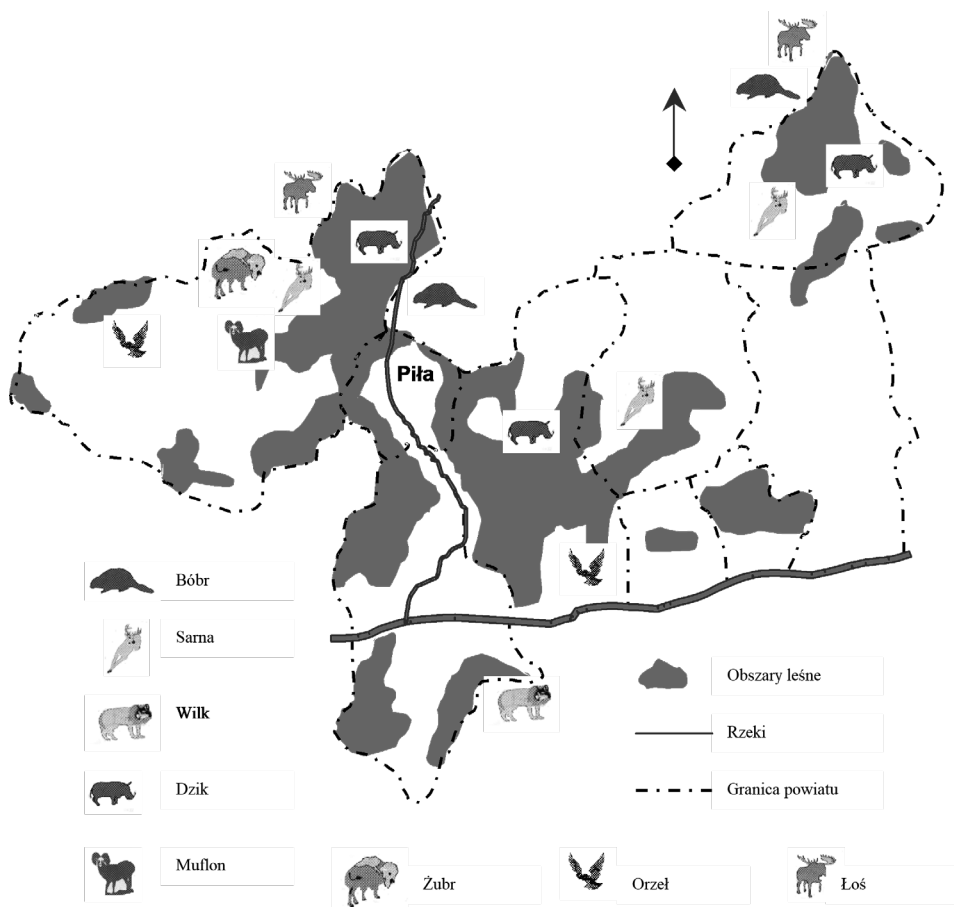 Piła
Bóbr
Sarna
Wilk
Dzik
Muflon
Żubr
Orzeł
Łoś
Obszary leśne
Rzeki
Granica powiatu